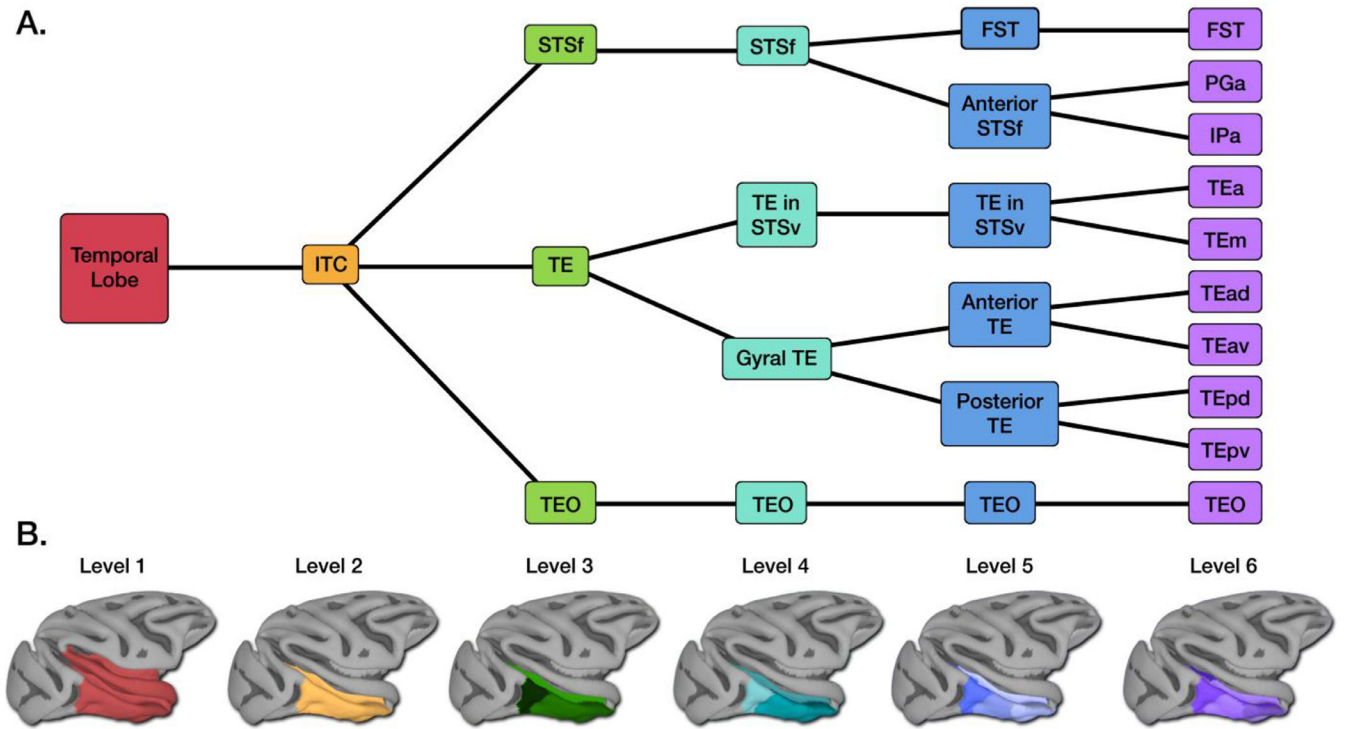 A.
Temporal
Lobe
ITC
STSf
TE
TEO
STSf
TE in
STSv
Gyral TE
TEO
FST
Anterior
STSf
TE in
STSv
Anterior
TE
Posterior
TE
TEO
FST
PGa
IPa
TEa
TEm
TEad
TEav
TEpd
TEpv
TEO
B.
Level 1
Level 2
Level 3
Level 4
Level 5
Level 6